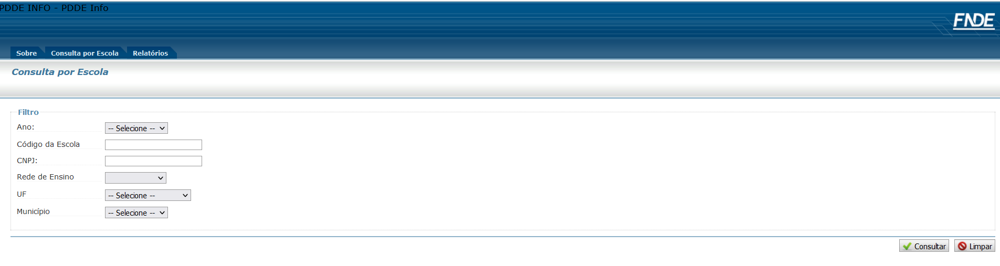 PDDE INFO - PDDE Info
FNDE
Sobre Consulta por Escola Relatórios
Consulta por Escola
Filtro
Ano: -- Selecione --
Código da Escola
CNPJ:
Rede de Ensino
UF -- Selecione --
Município -- Selecione --
Consultar Limpar